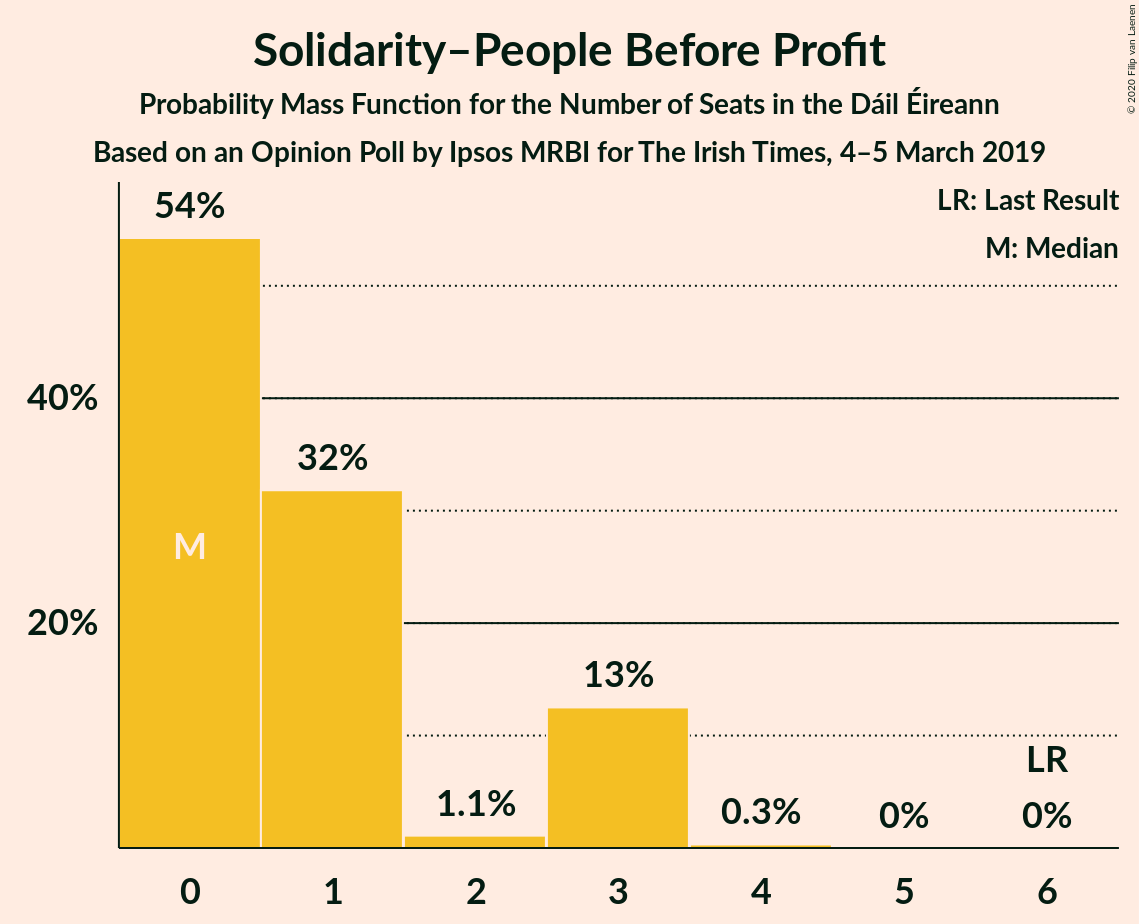 Solidarity–People Before Profit
Probability Mass Function for the Number of Seats in the Dáil Éireann
Based on an Opinion Poll by Ipsos MRBI for The Irish Times, 4–5 March 2019
© 2020 Filip van Laenen
LR: Last Result
M: Median
54%
40%
32%
M
20%
13%
LR
1.1%
0.3%
0%
0%
0 1 2 3 4 5 6